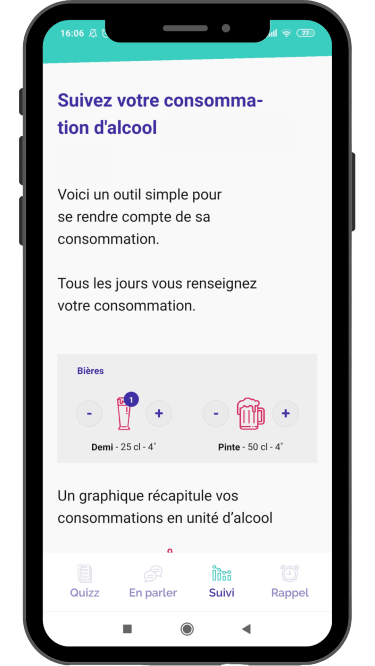 16:06
77
Suivez votre consomma-
tion d'alcool
Voici un outil simple pour
se rendre compte de sa
consommation.
Tous les jours vous renseignez
votre consommation.
Bières
- 1 + - +
Demi - 25 cl - 4° Pinte - 50 cl - 4°
Un graphique récapitule vos
consommations en unité d’alcool
Quizz En parler Suivi Rappel